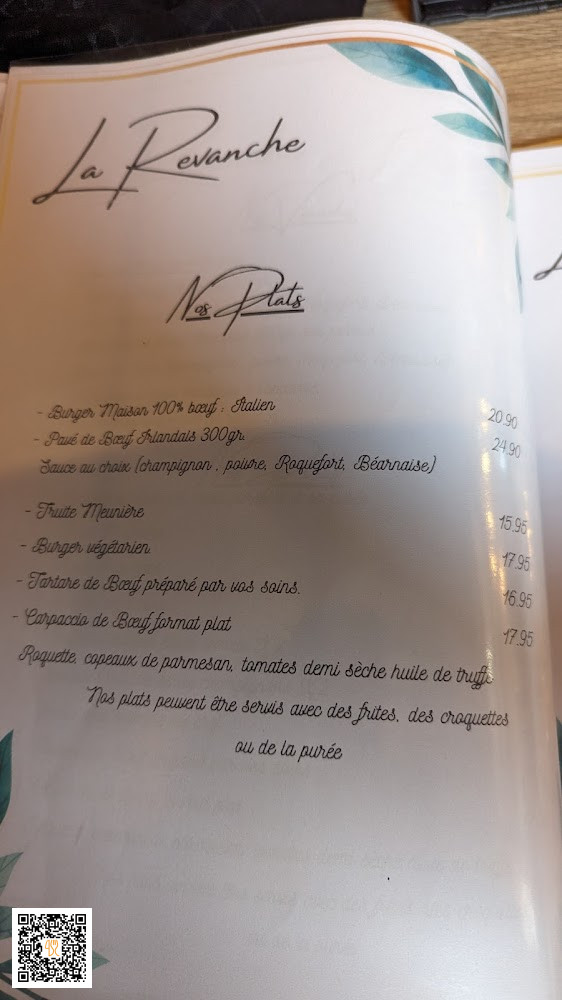 La Revanche
Nos Plats
- Burger Maison 100% bœuf : Italien 20.90
- Pavé de Bœuf Irlandais 300gr. 24.90
Sauce au choix (champignon , poivre, Roquefort, Béarnaise)
- Truite Meunière 15.95
- Burger végétarien. 17.95
- Tartare de Bœuf préparé par vos soins. 16.95
- Carpaccio de Bœuf format plat 17.95
Roquette, copeaux de parmesan, tomates demi sèche huile de truffe
Nos plats peuvent être servis avec des frites, des croquettes
ou de la purée